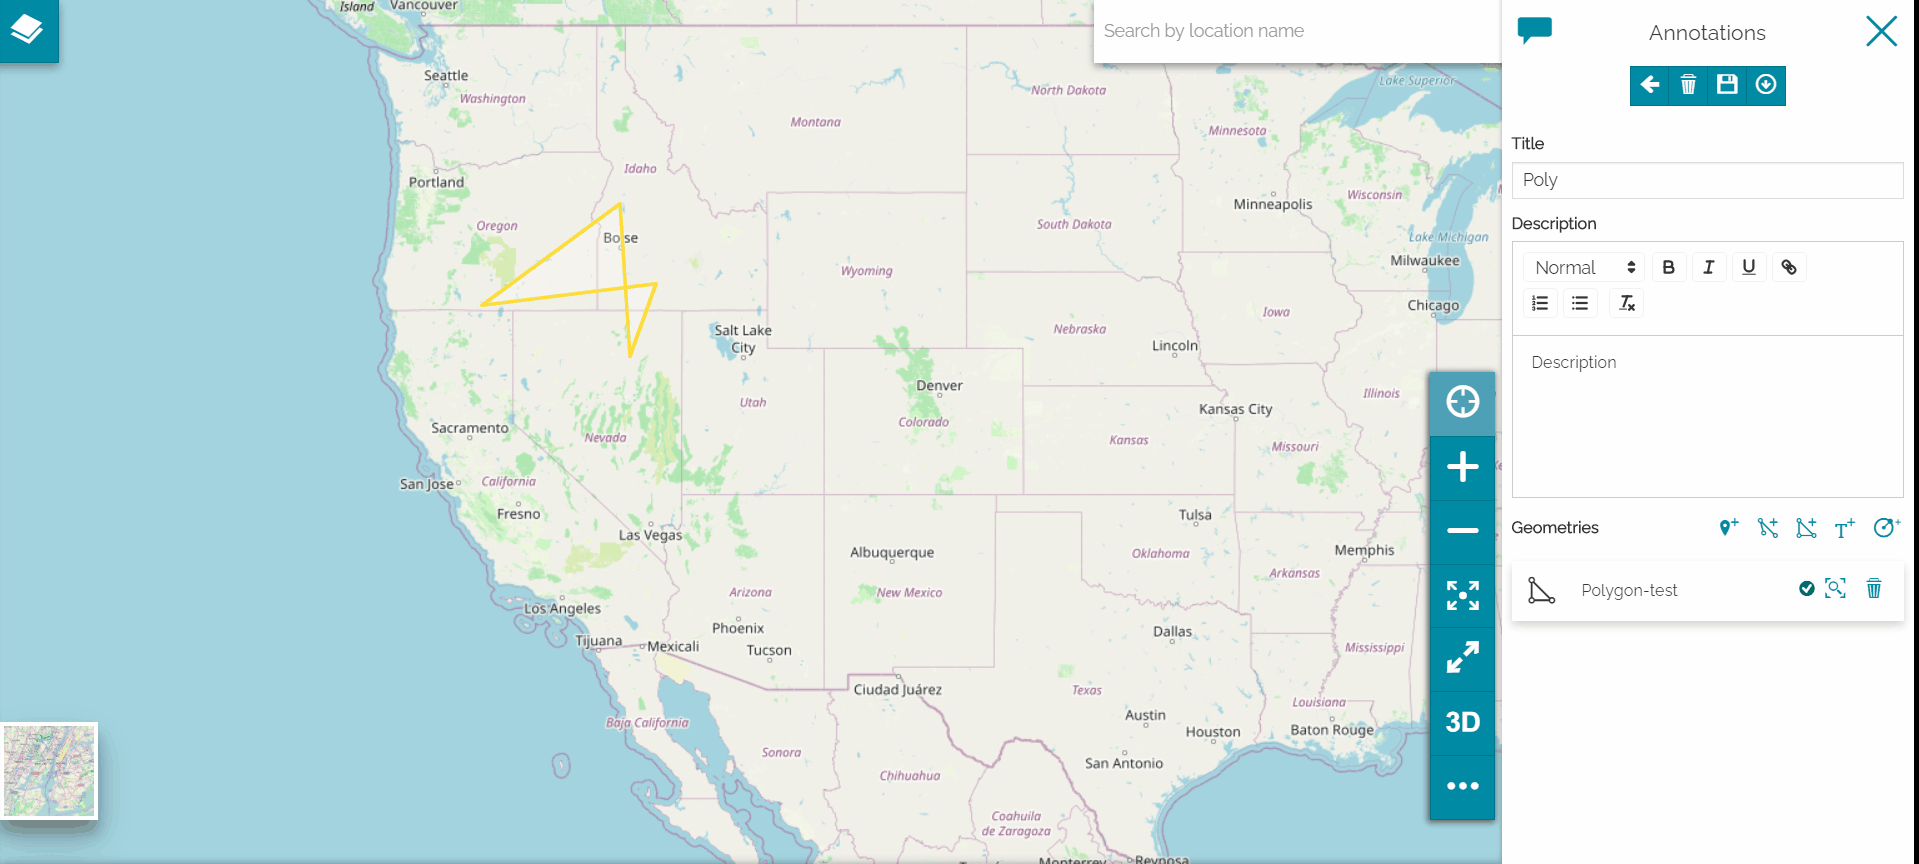 Island
Vancouver
Search by location name
Annotations
Seattle
Washington
North Dakota
Lake Superior
Montana
Minnesota
Title
Idaho
Portland
Poly
Wisconsin
Minneapolis
Oregon
South Dakota
Description
Boise
Lake Michigan
Milwaukee
Wyoming
Normal
B I U
Chicago
Iowa
Salt Lake
City
Nebraska
Lincoln
Description
Denver
Utah
Illinois
Colorado
Kansas City
Sacramento
Nevada
Kansas
Missouri
San Jose
California
Fresno
Tulsa
Geometries
Las Vegas
Albuquerque
Oklahoma
Memphis
Arkansas
Arizona
New Mexico
Polygon-test
Los Angeles
Phoenix
Dallas
Tijuana
Mexicali
Tucson
Mississippi
Ciudad Juárez
Texas
Louisiana
Baja California
Austin
3D
Houston
Baton Rouge
Sonora
San Antonio
Chihuahua
Coahuila
de Zaragoza
Monterrey
Reynosa